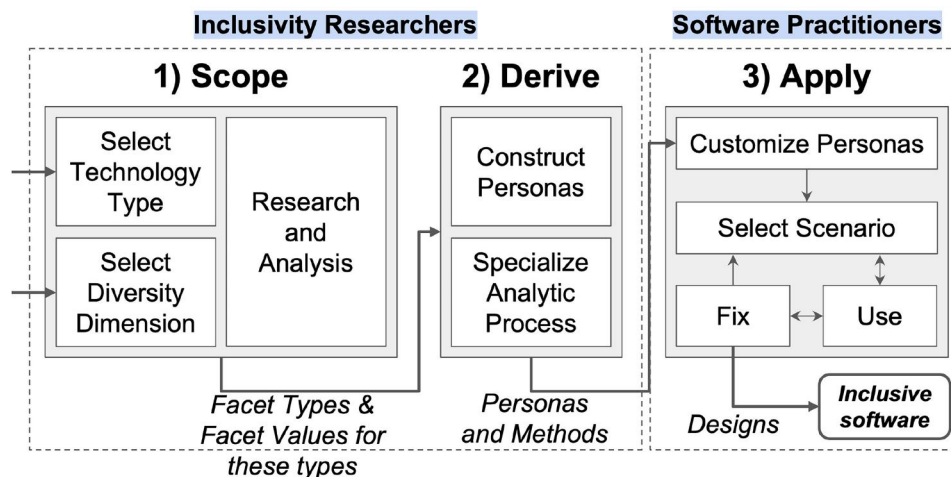 Inclusivity Researchers
Software Practitioners
1) Scope
2) Derive
3) Apply
Select
Technology
Type
Select
Diversity
Dimension
Research
and
Analysis
Construct
Personas
Specialize
Analytic
Process
Customize Personas
Select Scenario
Fix
Use
Facet Types &
Facet Values for
these types
Personas
and Methods
Designs
Inclusive
software